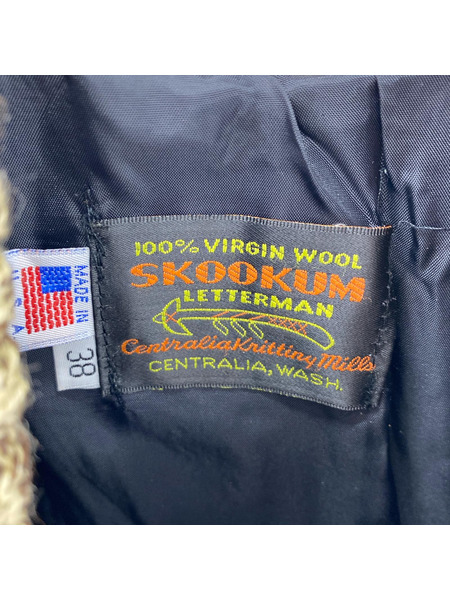 100% VIRGIN WOOL
SKOOKUM
LETTERMAN
Centralia Knitting Mills
CENTRALIA, WASH.
MADE IN
U.S.A
38